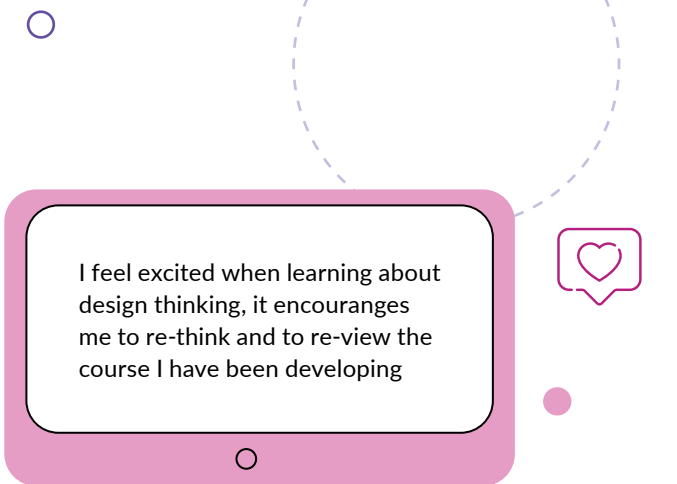 I feel excited when learning about
design thinking, it encouranges
me to re-think and to re-view the
course I have been developing